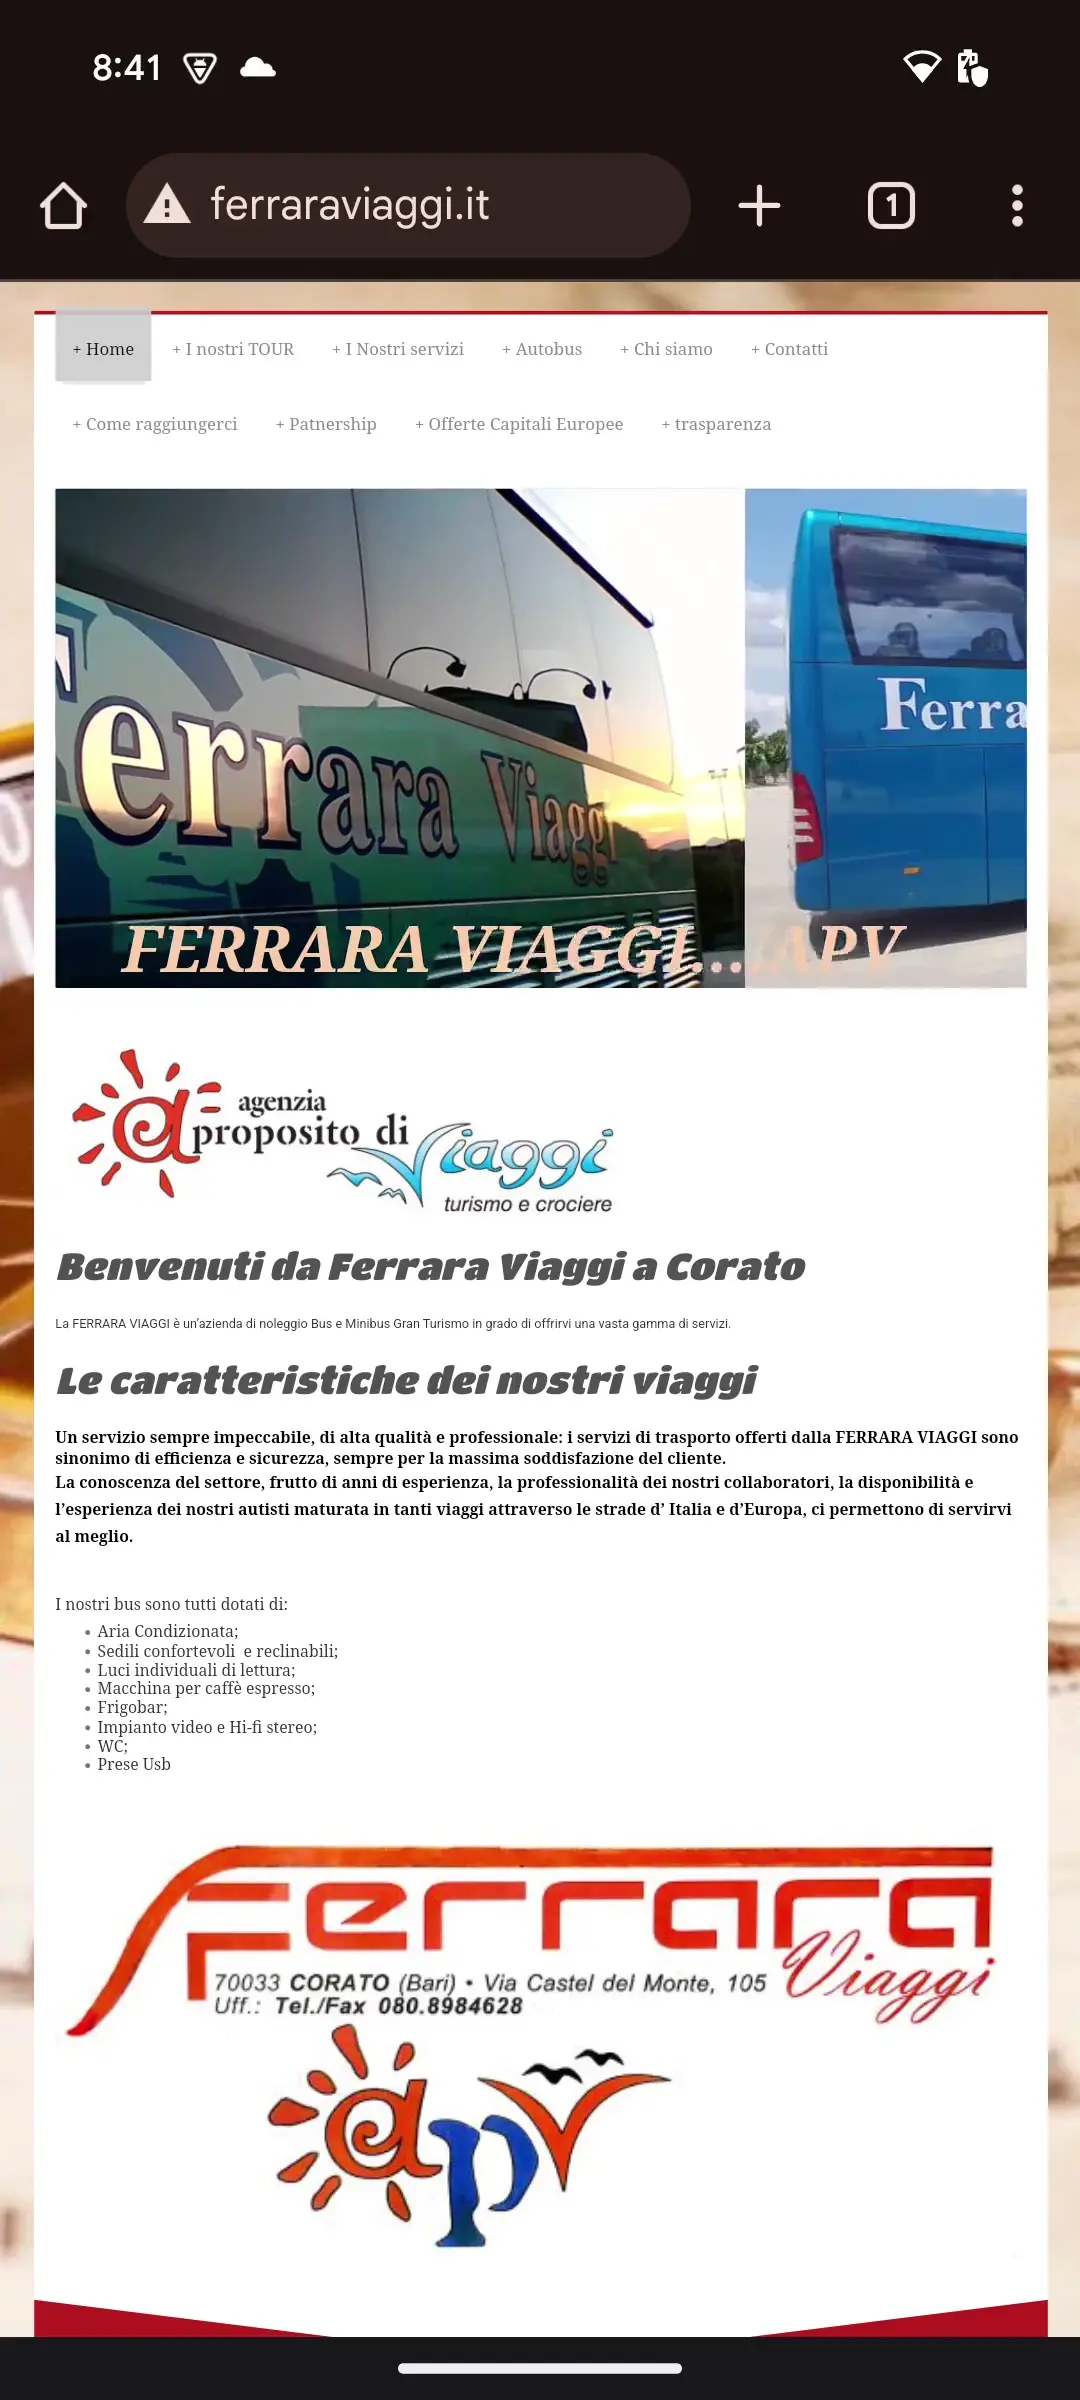 8:41
ferraraviaggi.it
1
+ Home + I nostri TOUR + I Nostri servizi + Autobus + Chi siamo + Contatti
+ Come raggiungerci + Patnership + Offerte Capitali Europee + trasparenza
Ferrara Viaggi
Ferra
FERRARA VIAGGI.... APV
agenzia
a proposito di Viaggi
turismo e crociere
Benvenuti da Ferrara Viaggi a Corato
La FERRARA VIAGGI è un'azienda di noleggio Bus e Minibus Gran Turismo in grado di offrirvi una vasta gamma di servizi.
Le caratteristiche dei nostri viaggi
Un servizio sempre impeccabile, di alta qualità e professionale: i servizi di trasporto offerti dalla FERRARA VIAGGI sono
sinonimo di efficienza e sicurezza, sempre per la massima soddisfazione del cliente.
La conoscenza del settore, frutto di anni di esperienza, la professionalità dei nostri collaboratori, la disponibilità e
l'esperienza dei nostri autisti maturata in tanti viaggi attraverso le strade d' Italia e d'Europa, ci permettono di servirvi
al meglio.
I nostri bus sono tutti dotati di:
• Aria Condizionata;
• Sedili confortevoli  e reclinabili;
• Luci individuali di lettura;
• Macchina per caffè espresso;
• Frigobar;
• Impianto video e Hi-fi stereo;
• WC;
• Prese Usb
Ferrara
Viaggi
70033 CORATO (Bari) • Via Castel del Monte, 105
Uff.: Tel./Fax 080.8984628
apv